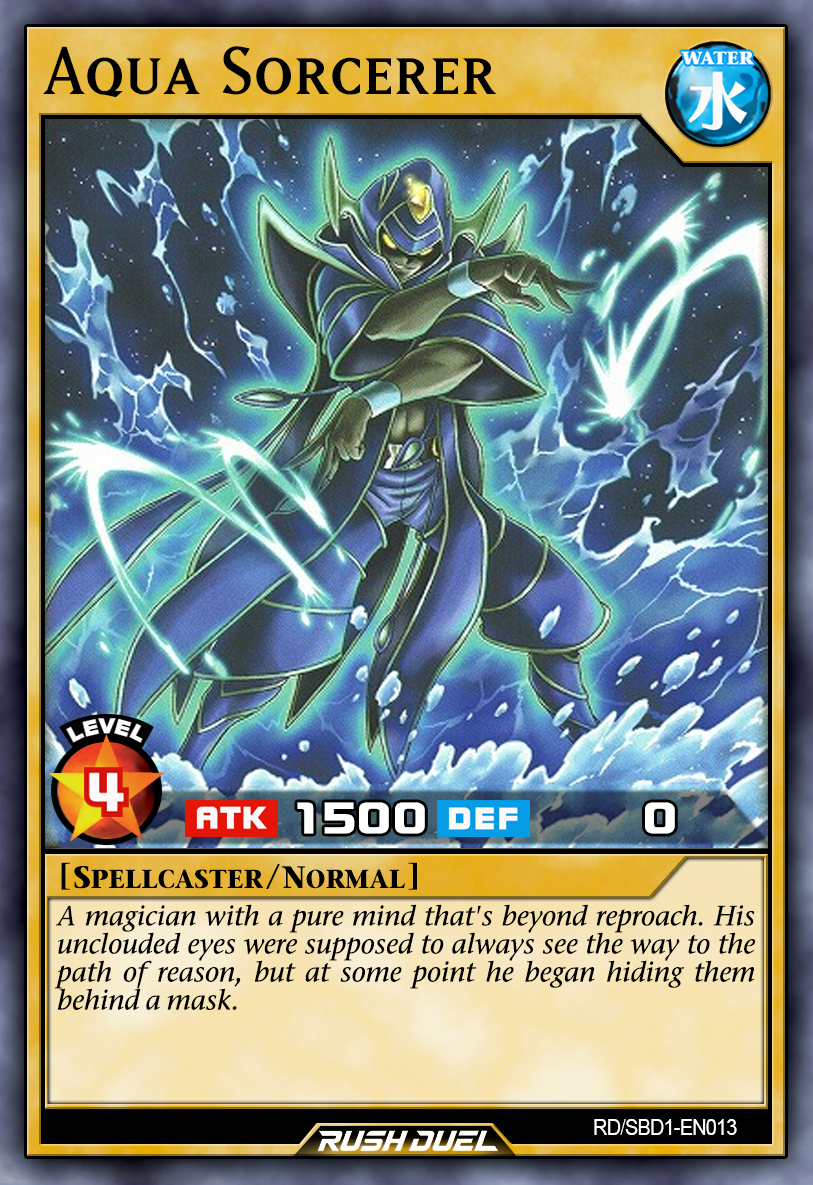 Aqua Sorcerer
WATER
水
LEVEL
4
ATK 1500 DEF 0
[Spellcaster/Normal]
A magician with a pure mind that's beyond reproach. His
unclouded eyes were supposed to always see the way to the
path of reason, but at some point he began hiding them
behind a mask.
RD/SBD1-EN013
RUSH DUEL